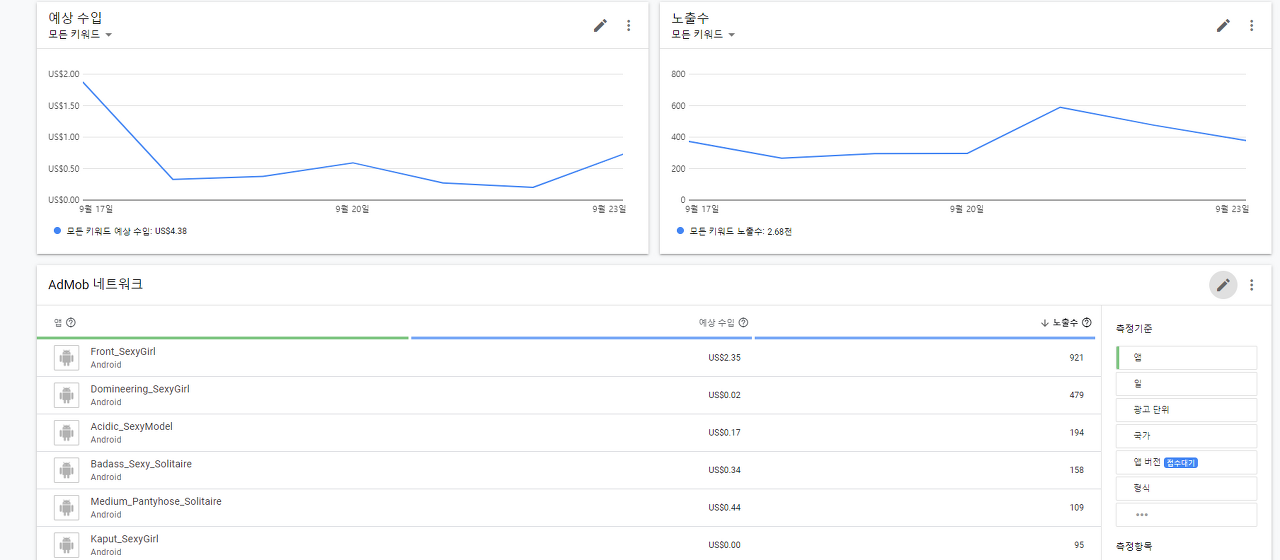 예상 수입
모든 키워드
US$2.00
US$1.50
US$1.00
US$0.50
US$0.00
9월 17일
9월 20일
9월 23일
모든 키워드 예상 수입: US$4.38
노출수
모든 키워드
800
600
400
200
0
9월 17일
9월 20일
9월 23일
모든 키워드 노출수: 2.68천
AdMob 네트워크
앱 예상 수입 노출수
Front_SexyGirl
Android
US$2.35 921
Domineering_SexyGirl
Android
US$0.02 479
Acidic_SexyModel
Android
US$0.17 194
Badass_Sexy_Solitaire
Android
US$0.34 158
Medium_Pantyhose_Solitaire
Android
US$0.44 109
Kaput_SexyGirl
Android
US$0.00 95
측정기준
앱
일
광고 단위
국가
앱 버전 접수대기
형식
측정항목